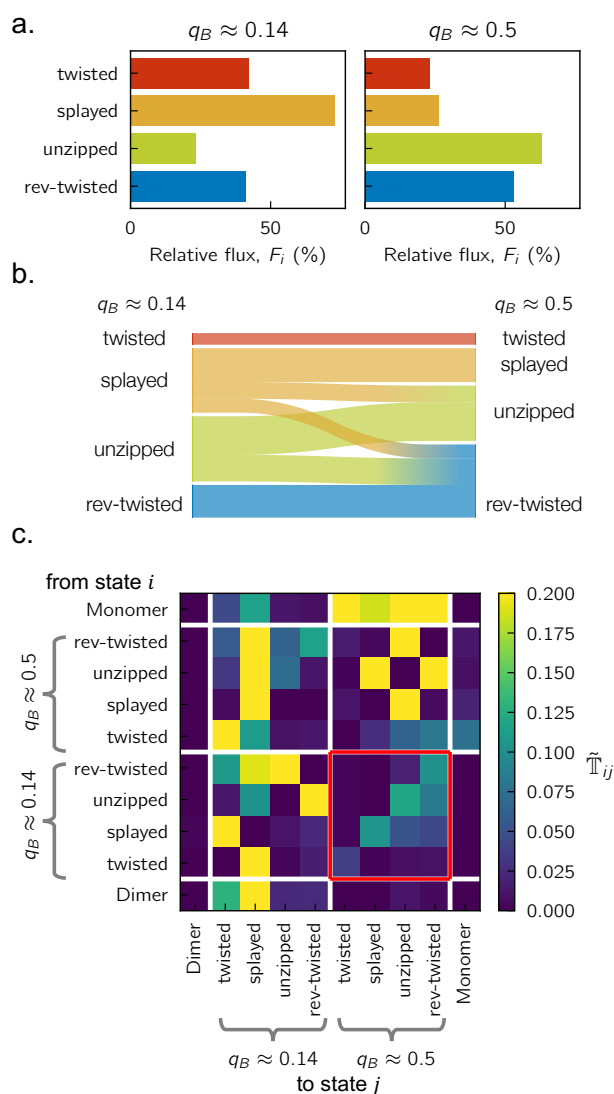 a.
q_B ≈ 0.14
q_B ≈ 0.5
twisted
splayed
unzipped
rev-twisted
0 50
0 50
Relative flux, F_i (%)
Relative flux, F_i (%)
b.
q_B ≈ 0.14
q_B ≈ 0.5
twisted
splayed
unzipped
rev-twisted
twisted
splayed
unzipped
rev-twisted
c.
from state i
Monomer
rev-twisted
unzipped
splayed
twisted
q_B ≈ 0.5
rev-twisted
unzipped
splayed
twisted
q_B ≈ 0.14
Dimer
0.200
0.175
0.150
0.125
0.100
0.075
0.050
0.025
0.000
𝕋̃_ij
Dimer
twisted
splayed
unzipped
rev-twisted
twisted
splayed
unzipped
rev-twisted
Monomer
q_B ≈ 0.14
q_B ≈ 0.5
to state j